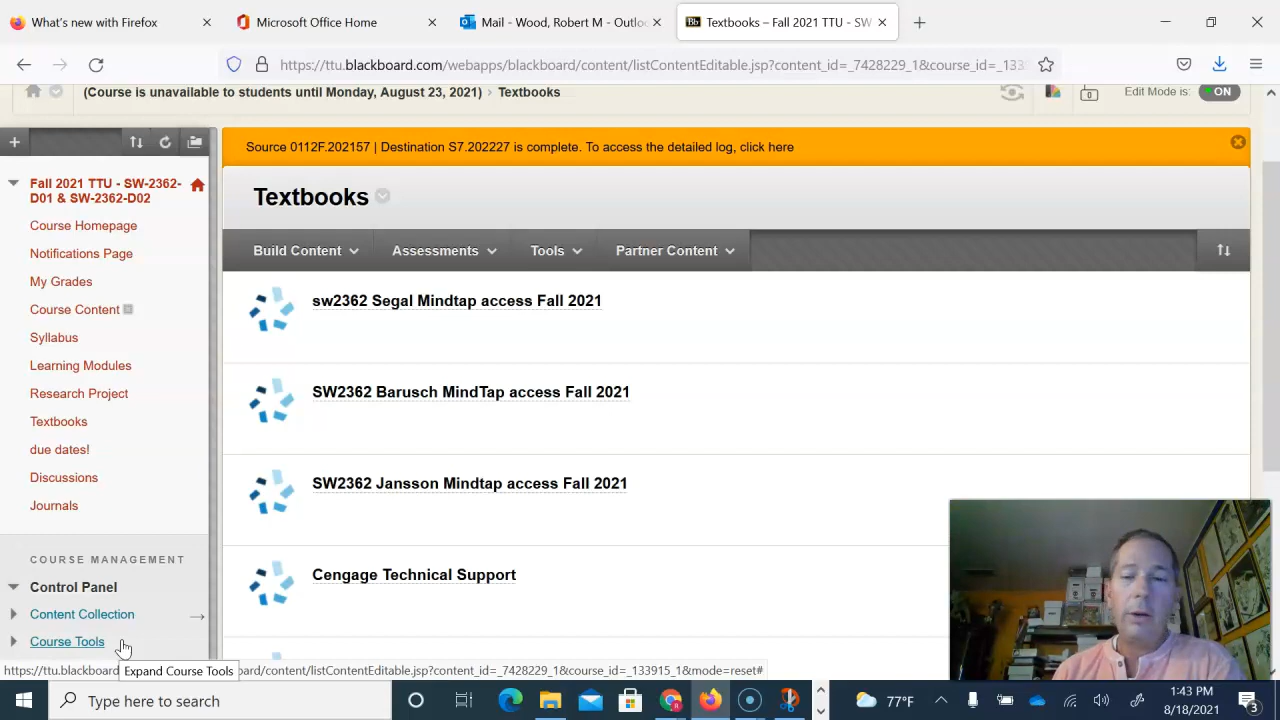 What's new with Firefox
Microsoft Office Home
Mail - Wood, Robert M - Outlo
Bb
Textbooks – Fall 2021 TTU - SW
https://ttu.blackboard.com/webapps/blackboard/content/listContentEditable.jsp?content_id=_7428229_1&course_id=_133
(Course is unavailable to students until Monday, August 23, 2021) > Textbooks
Edit Mode is: ON
Source 0112F.202157 | Destination S7.202227 is complete. To access the detailed log, click here
Fall 2021 TTU - SW-2362-
D01 & SW-2362-D02
Course Homepage
Notifications Page
My Grades
Course Content
Syllabus
Learning Modules
Research Project
Textbooks
due dates!
Discussions
Journals
COURSE MANAGEMENT
Control Panel
Content Collection
Course Tools
Textbooks
Build Content
Assessments
Tools
Partner Content
sw2362 Segal Mindtap access Fall 2021
SW2362 Barusch MindTap access Fall 2021
SW2362 Jansson Mindtap access Fall 2021
Cengage Technical Support
https://ttu.blackboard
Expand Course Tools
oard/content/listContentEditable.jsp?content_id=_7428229_1&course_id=_133915_1&mode=reset#
Type here to search
77°F
1:43 PM
8/18/2021
3